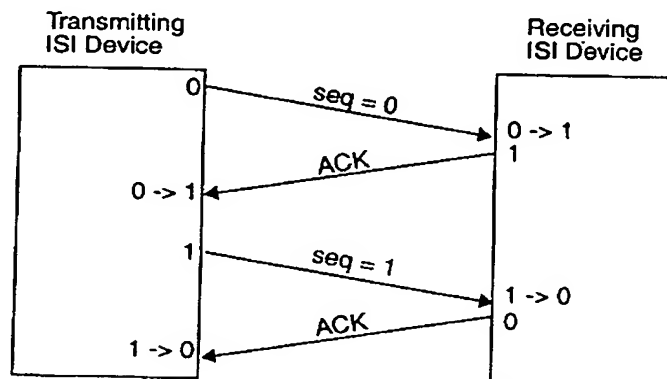 Transmitting
ISI Device
Receiving
ISI Device
0
seq = 0
0 -> 1
1
ACK
0 -> 1
1
seq = 1
1 -> 0
0
ACK
1 -> 0